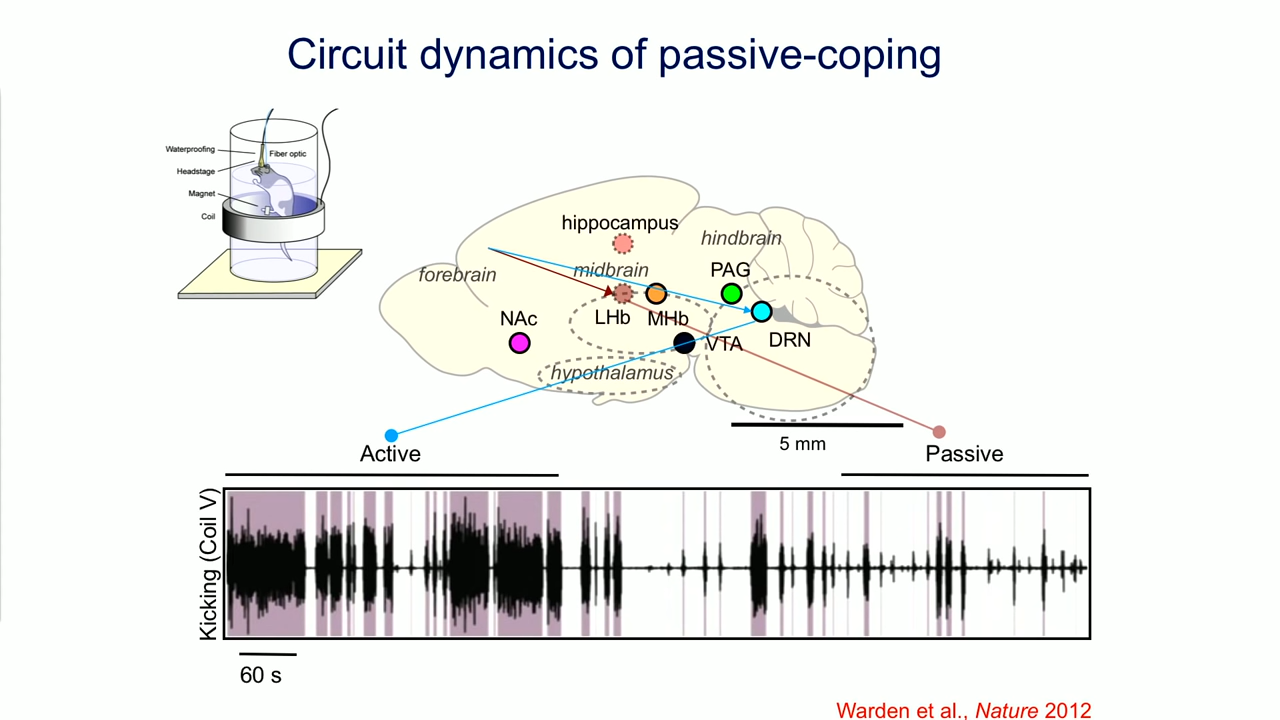 Circuit dynamics of passive-coping
Waterproofing
Fiber optic
Headstage
Magnet
Coil
hippocampus
hindbrain
forebrain
midbrain
PAG
NAc
LHb
MHb
VTA
DRN
hypothalamus
5 mm
Active
Passive
Kicking (Coil V)
60 s
Warden et al., Nature 2012